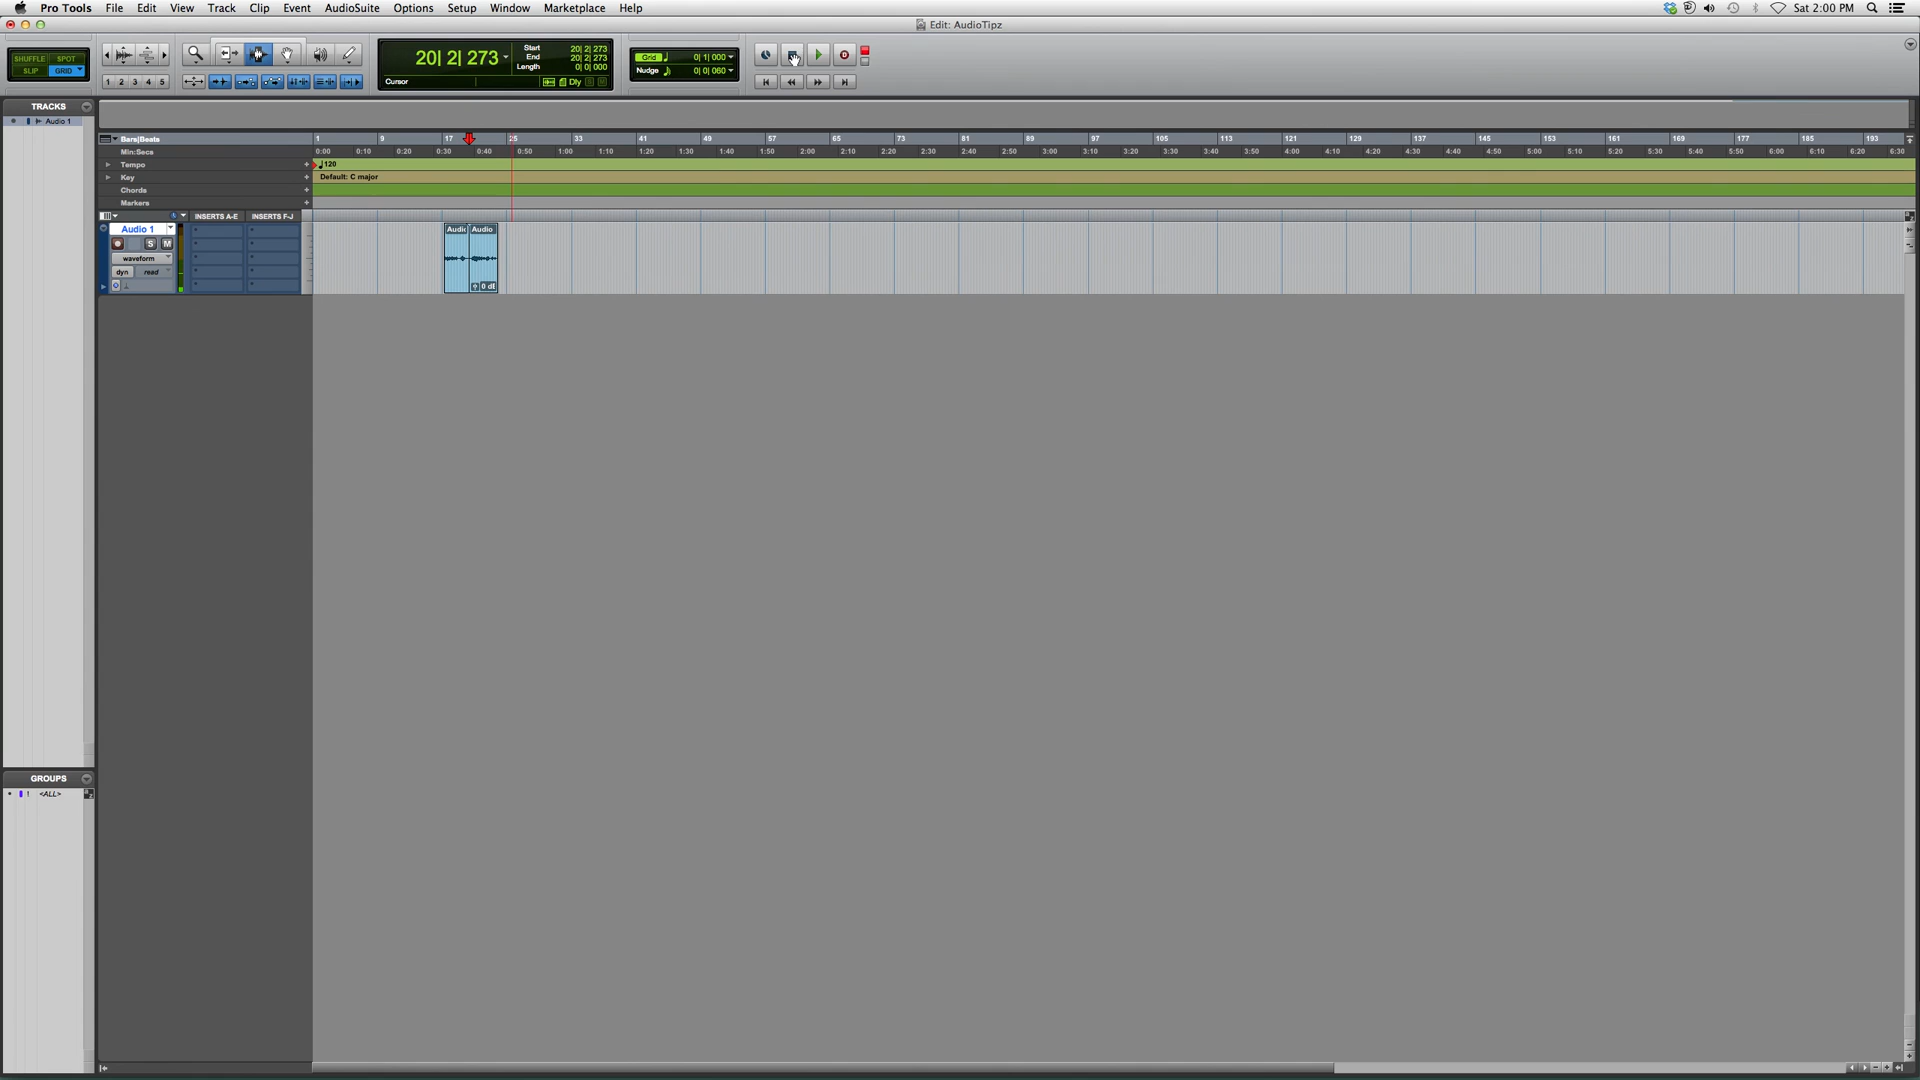 Pro Tools File Edit View Track Clip Event AudioSuite Options Setup Window Marketplace Help Sat 2:00 PM
Edit: AudioTipz
SHUFFLE SPOT
SLIP GRID
1 2 3 4 5
20| 2| 273
Start 20| 2| 273
End 20| 2| 273
Length 0| 0| 000
Cursor Dly S M
Grid 0| 1| 000
Nudge 0| 0| 060
TRACKS
Audio 1
Bars|Beats 1 9 17 25 33 41 49 57 65 73 81 89 97 105 113 121 129 137 145 153 161 169 177 185 193
Min:Secs 0:00 0:10 0:20 0:30 0:40 0:50 1:00 1:10 1:20 1:30 1:40 1:50 2:00 2:10 2:20 2:30 2:40 2:50 3:00 3:10 3:20 3:30 3:40 3:50 4:00 4:10 4:20 4:30 4:40 4:50 5:00 5:10 5:20 5:30 5:40 5:50 6:00 6:10 6:20 6:30
Tempo 120
Key Default: C major
Chords
Markers
INSERTS A-E INSERTS F-J
Audio 1 Audio Audio
S M
waveform
dyn read
0 dB
GROUPS
1 <ALL>